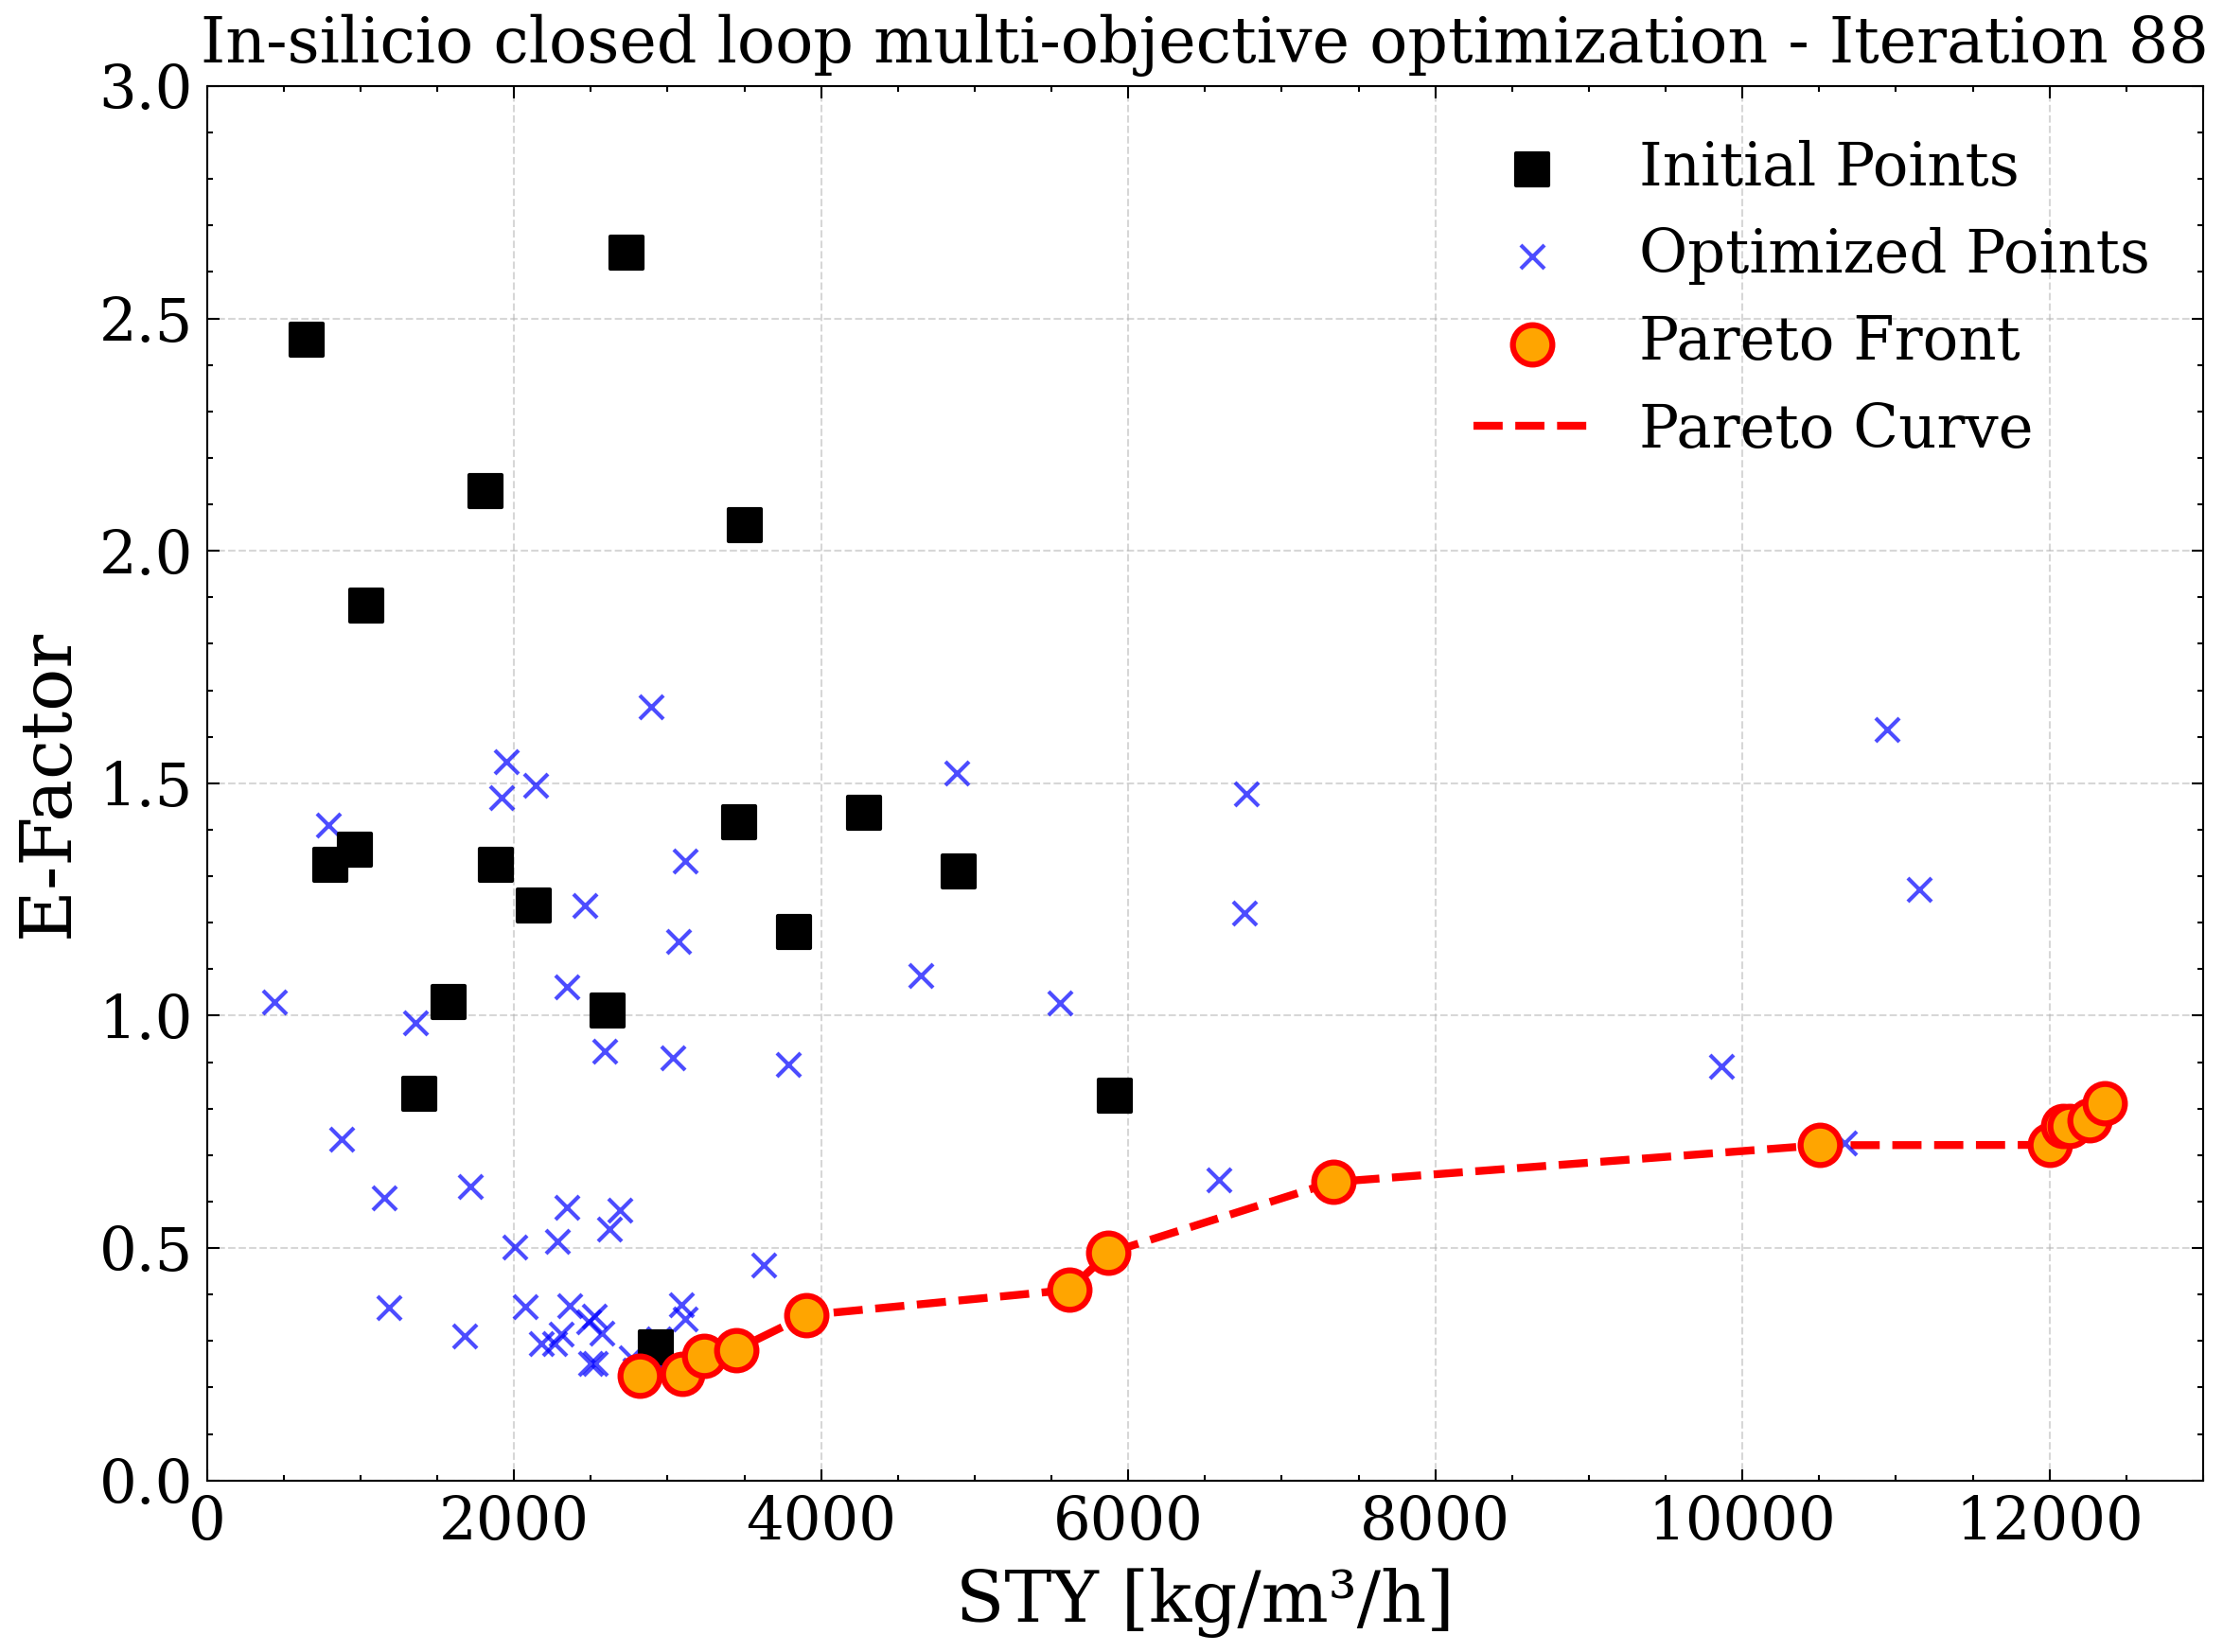 In-silicio closed loop multi-objective optimization - Iteration 88
3.0
2.5
2.0
1.5
1.0
0.5
0.0
E-Factor
Initial Points
Optimized Points
Pareto Front
Pareto Curve
0 2000 4000 6000 8000 10000 12000
STY [kg/m³/h]